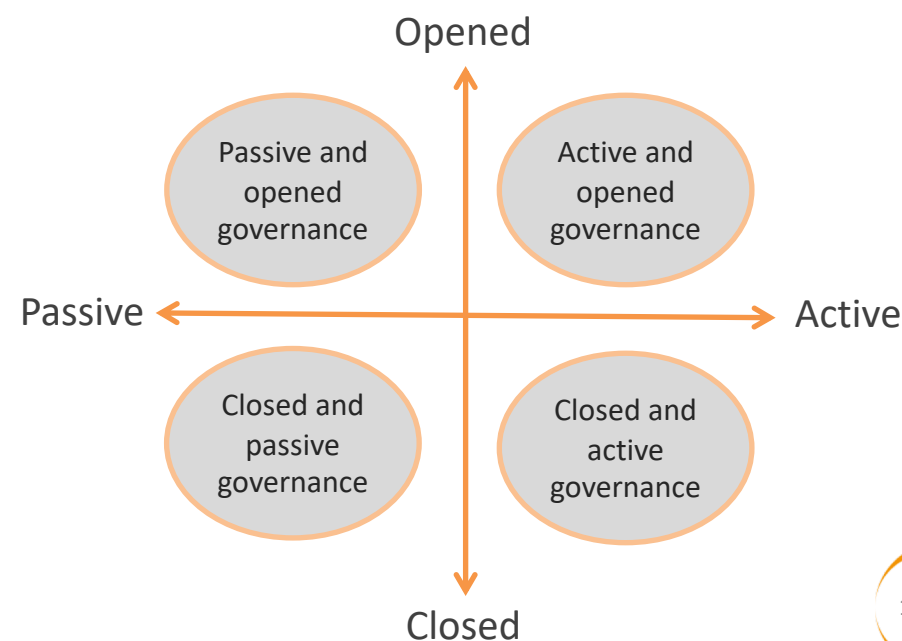 Opened
Passive and
opened
governance
Active and
opened
governance
Passive
Active
Closed and
passive
governance
Closed and
active
governance
Closed